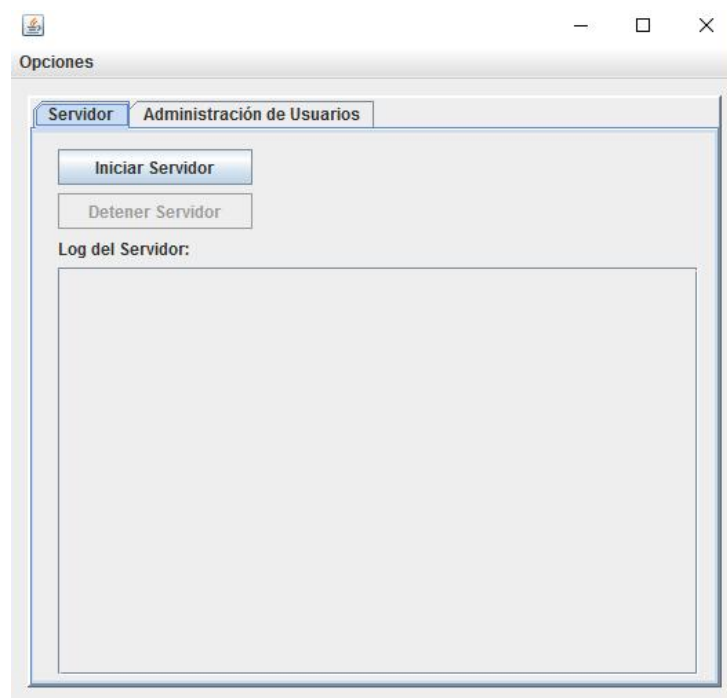 Opciones
Servidor Administración de Usuarios
Iniciar Servidor
Detener Servidor
Log del Servidor: